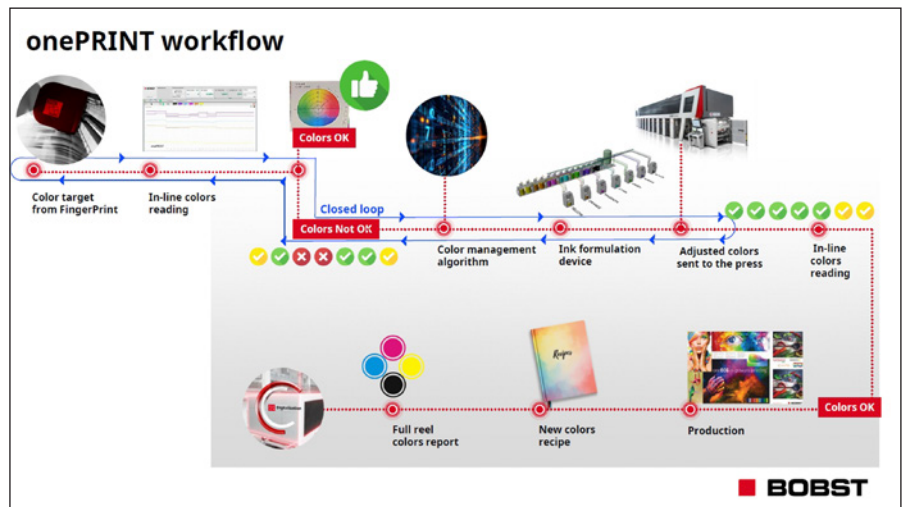 onePRINT workflow
Colors OK
Color target
from FingerPrint
In-line colors
reading
Closed loop
Colors Not OK
Color management
algorithm
Ink formulation
device
Adjusted colors
sent to the press
In-line
colors
reading
Recipes
Full reel
colors report
New colors
recipe
Production
Colors OK
BOBST